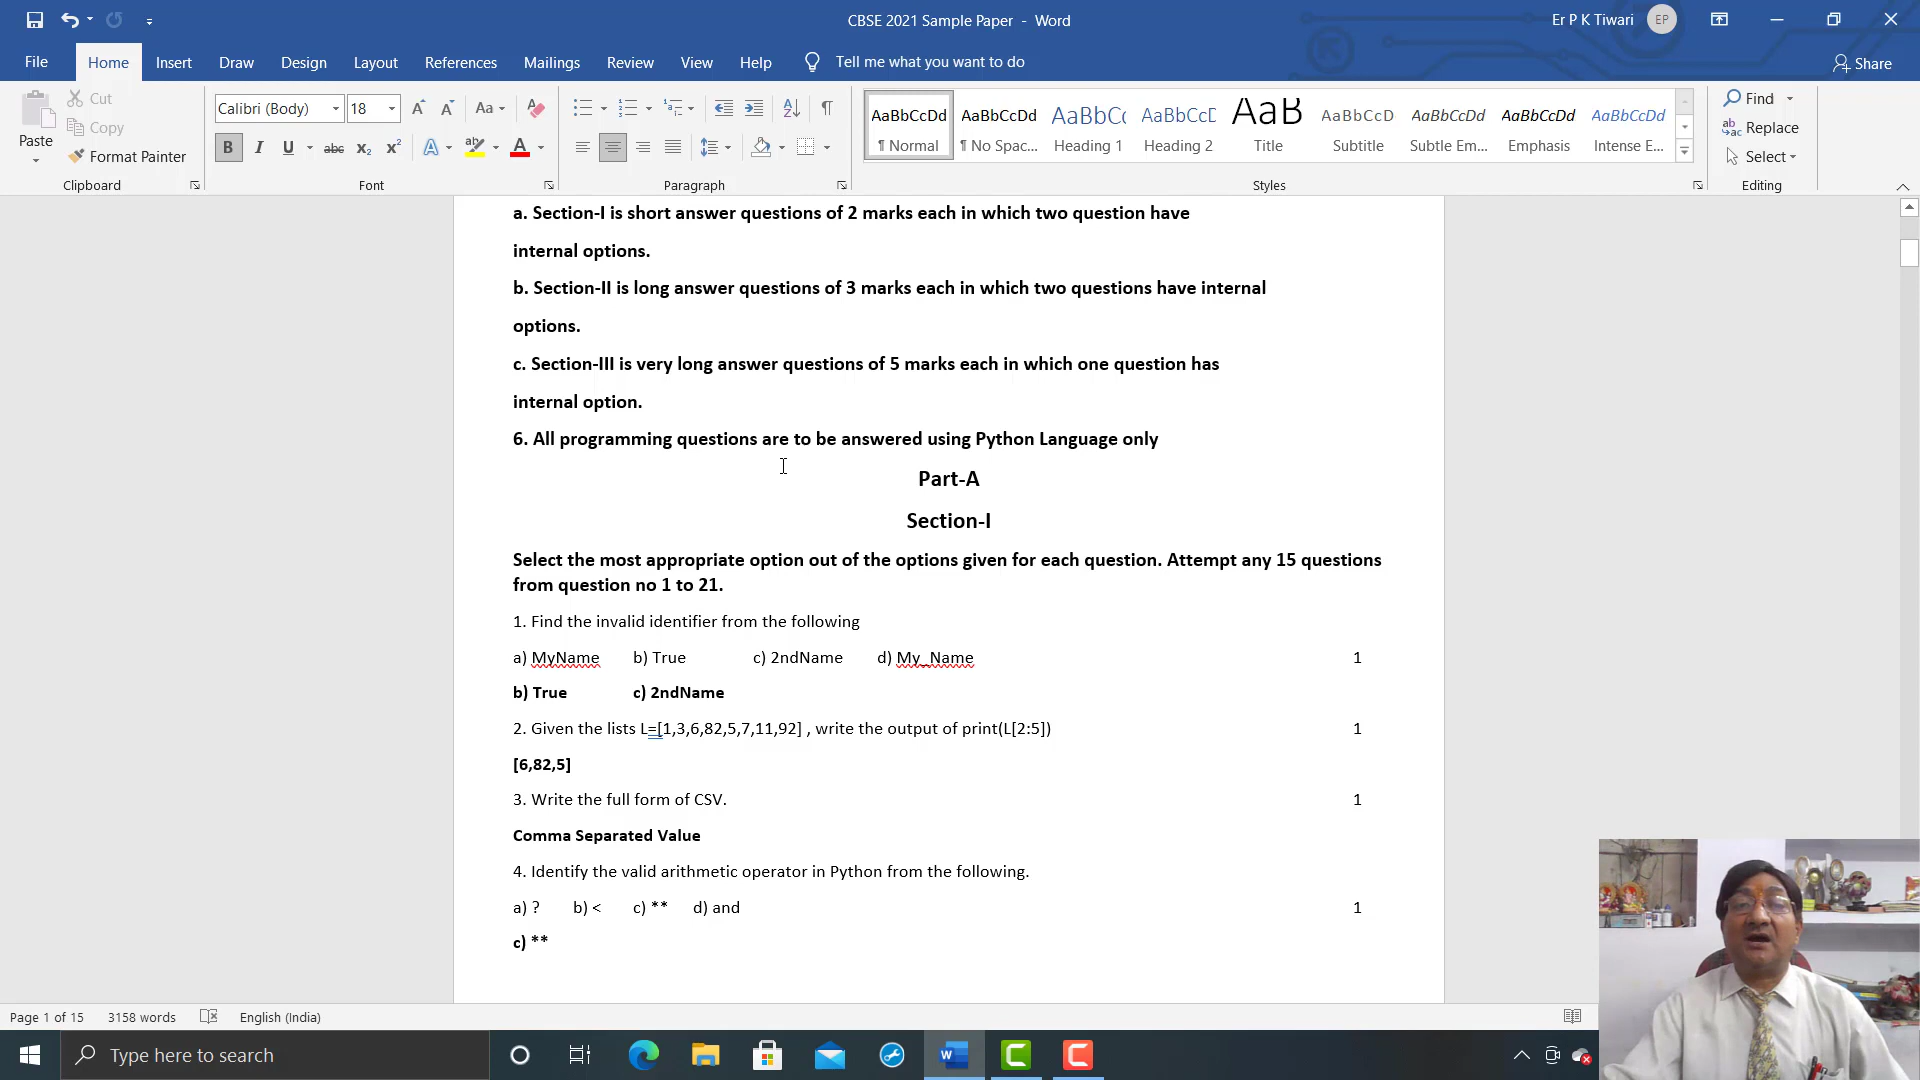 CBSE 2021 Sample Paper - Word
Er P K Tiwari
EP
File Home Insert Draw Design Layout References Mailings Review View Help Tell me what you want to do Share
Paste
Cut
Copy
Format Painter
Clipboard
Calibri (Body) 18
Font
Paragraph
AaBbCcDd AaBbCcDd AaBbCc AaBbCcD AaB AaBbCcD AaBbCcDd AaBbCcDd AaBbCcDd
¶ Normal ¶ No Spac... Heading 1 Heading 2 Title Subtitle Subtle Em... Emphasis Intense E...
Styles
Find
Replace
Select
Editing
a. Section-I is short answer questions of 2 marks each in which two question have
internal options.
b. Section-II is long answer questions of 3 marks each in which two questions have internal
options.
c. Section-III is very long answer questions of 5 marks each in which one question has
internal option.
6. All programming questions are to be answered using Python Language only
Part-A
Section-I
Select the most appropriate option out of the options given for each question. Attempt any 15 questions
from question no 1 to 21.
1. Find the invalid identifier from the following
a) MyName b) True c) 2ndName d) My_Name 1
b) True c) 2ndName
2. Given the lists L=[1,3,6,82,5,7,11,92] , write the output of print(L[2:5]) 1
[6,82,5]
3. Write the full form of CSV. 1
Comma Separated Value
4. Identify the valid arithmetic operator in Python from the following.
a) ? b) < c) ** d) and 1
c) **
Page 1 of 15 3158 words English (India)
Type here to search